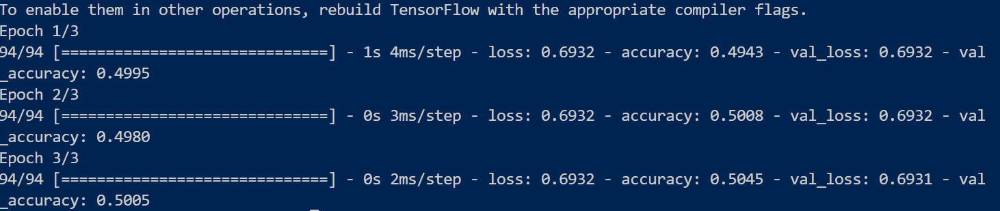 To enable them in other operations, rebuild TensorFlow with the appropriate compiler flags.
Epoch 1/3
94/94 [==============================] - 1s 4ms/step - loss: 0.6932 - accuracy: 0.4943 - val_loss: 0.6932 - val
_accuracy: 0.4995
Epoch 2/3
94/94 [==============================] - 0s 3ms/step - loss: 0.6932 - accuracy: 0.5008 - val_loss: 0.6932 - val
_accuracy: 0.4980
Epoch 3/3
94/94 [==============================] - 0s 2ms/step - loss: 0.6932 - accuracy: 0.5045 - val_loss: 0.6931 - val
_accuracy: 0.5005